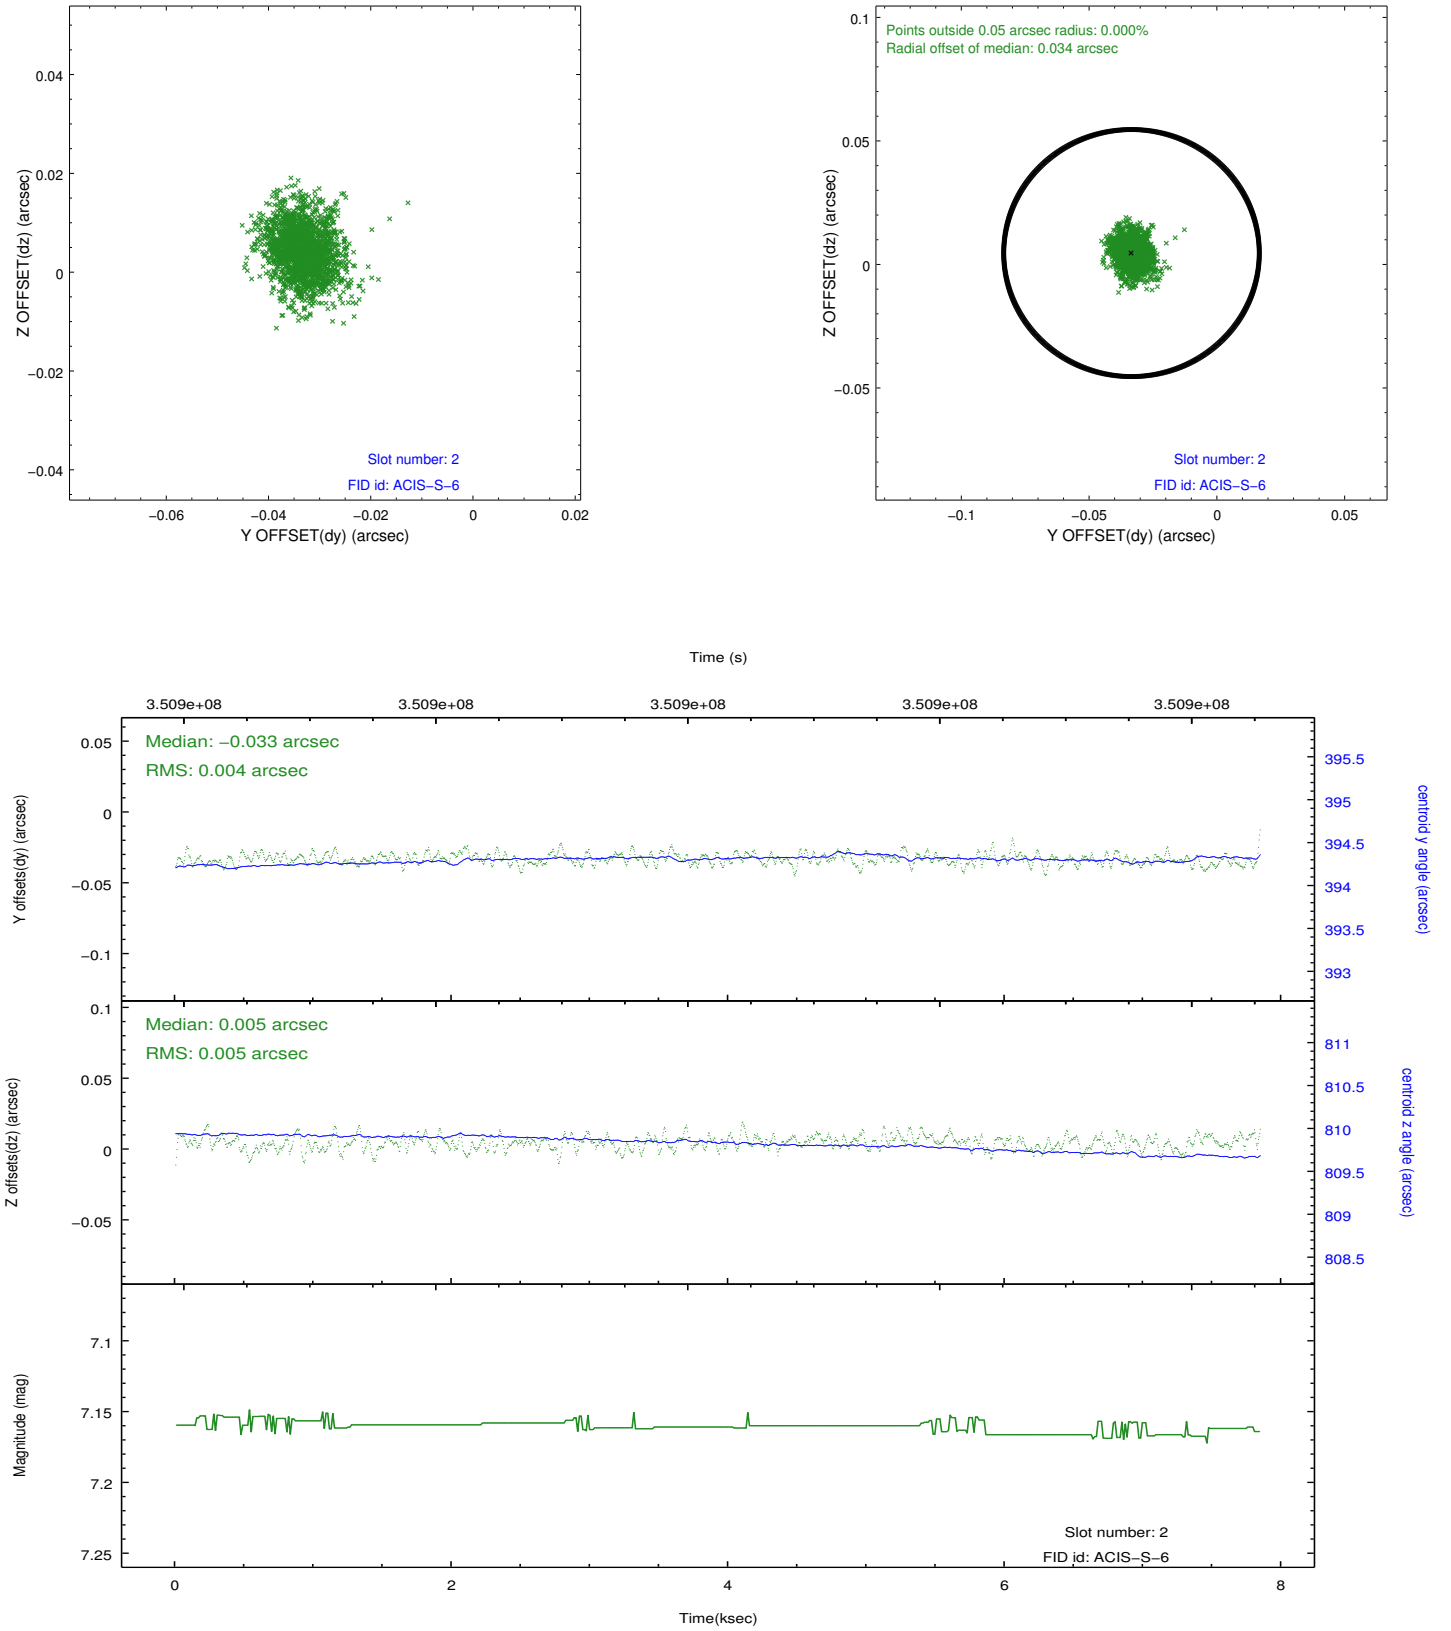 0.04
0.02
0
−0.02
−0.04
Z OFFSET(dz) (arcsec)
Slot number: 2
FID id: ACIS−S−6
−0.06
−0.04
−0.02
0
0.02
Y OFFSET(dy) (arcsec)
Points outside 0.05 arcsec radius: 0.000%
Radial offset of median: 0.034 arcsec
0.1
0.05
0
−0.05
Z OFFSET(dz) (arcsec)
Slot number: 2
FID id: ACIS−S−6
−0.1
−0.05
0
0.05
Y OFFSET(dy) (arcsec)
Time (s)
3.509e+08
3.509e+08
3.509e+08
3.509e+08
3.509e+08
Median: −0.033 arcsec
RMS: 0.004 arcsec
0.05
0
−0.05
−0.1
Y offsets(dy) (arcsec)
395.5
395
394.5
394
393.5
393
centroid y angle (arcsec)
Median: 0.005 arcsec
RMS: 0.005 arcsec
0.1
0.05
0
−0.05
Z offsets(dz) (arcsec)
811
810.5
810
809.5
809
808.5
centroid z angle (arcsec)
7.1
7.15
7.2
7.25
Magnitude (mag)
Slot number: 2
FID id: ACIS−S−6
0
2
4
6
8
Time(ksec)